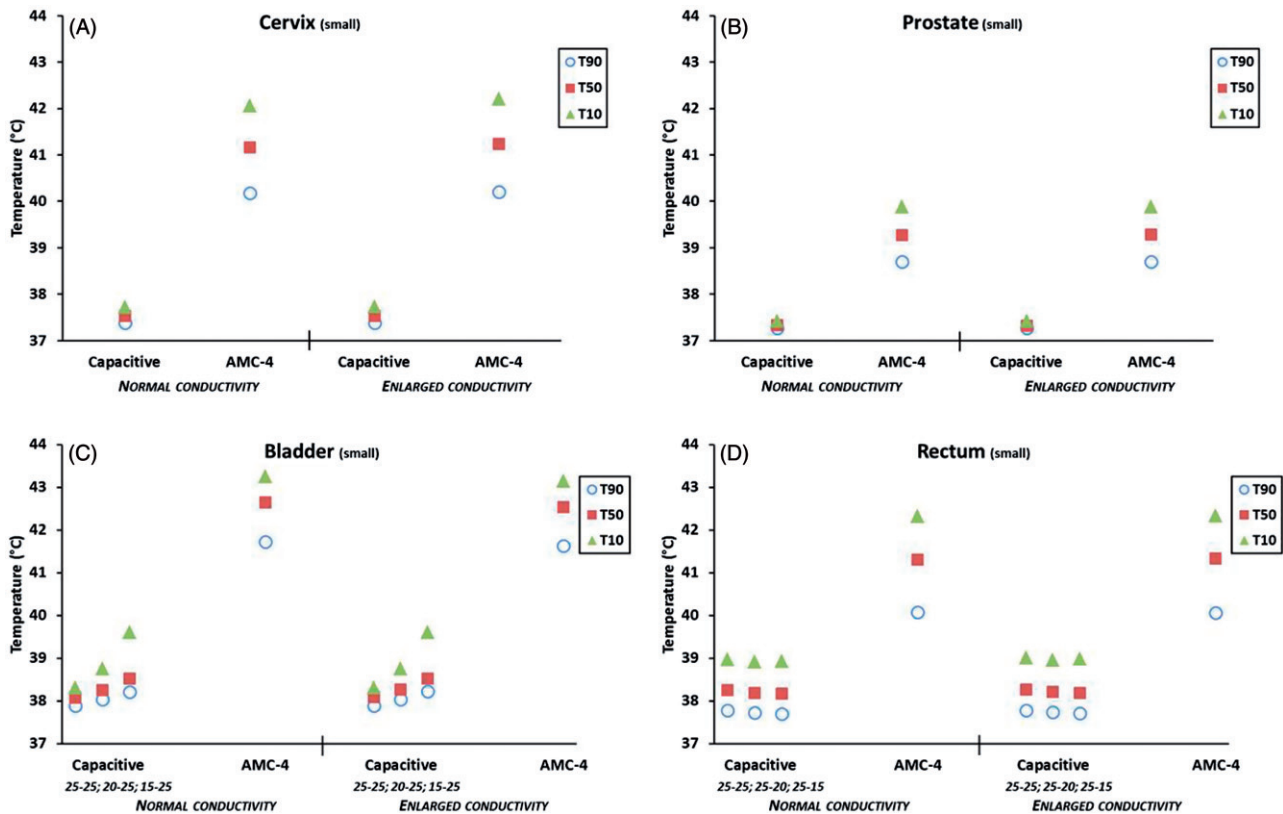 (A)
Cervix (small)
44
43
42
41
40
39
38
37
Temperature (°C)
T90
T50
T10
Capacitive AMC-4 Capacitive AMC-4
NORMAL CONDUCTIVITY ENLARGED CONDUCTIVITY
(B)
Prostate (small)
44
43
42
41
40
39
38
37
Temperature (°C)
T90
T50
T10
Capacitive AMC-4 Capacitive AMC-4
NORMAL CONDUCTIVITY ENLARGED CONDUCTIVITY
(C)
Bladder (small)
44
43
42
41
40
39
38
37
Temperature (°C)
T90
T50
T10
Capacitive AMC-4 Capacitive AMC-4
25-25; 20-25; 15-25 25-25; 20-25; 15-25
NORMAL CONDUCTIVITY ENLARGED CONDUCTIVITY
(D)
Rectum (small)
44
43
42
41
40
39
38
37
Temperature (°C)
T90
T50
T10
Capacitive AMC-4 Capacitive AMC-4
25-25; 25-20; 25-15 25-25; 25-20; 25-15
NORMAL CONDUCTIVITY ENLARGED CONDUCTIVITY